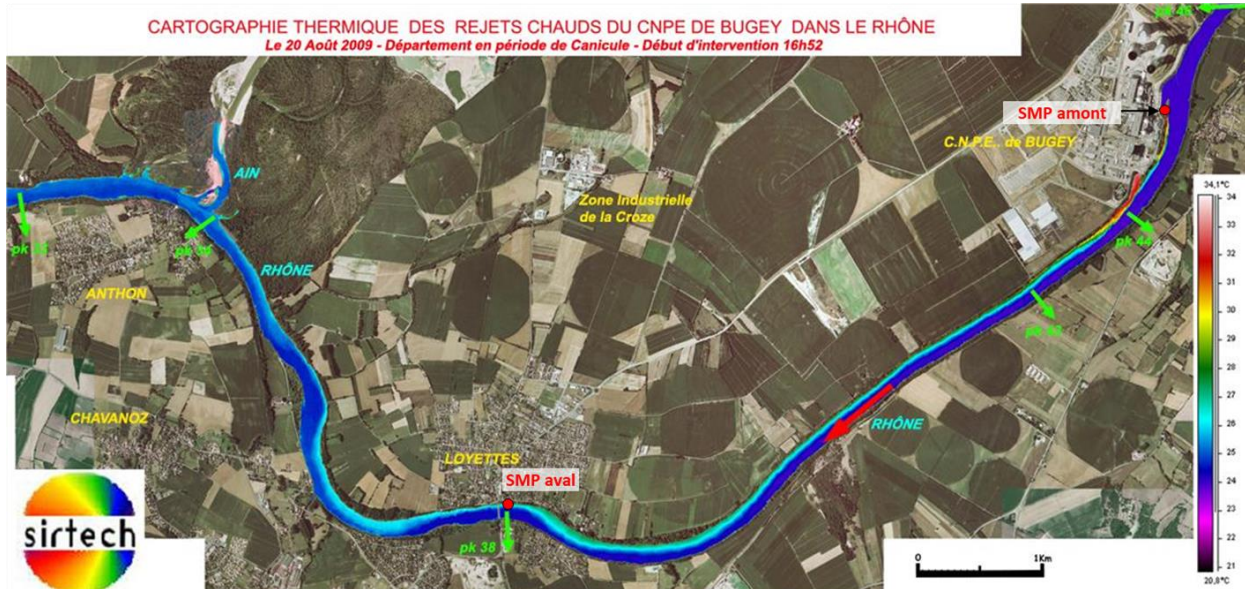 CARTOGRAPHIE THERMIQUE DES REJETS CHAUDS DU CNPE DE BUGEY DANS LE RHÔNE
Le 20 Août 2009 - Département en période de Canicule - Début d'intervention 16h52
SMP amont
C.N.P.E.. de BUGEY
AIN
Zone Industrielle
de la Croze
34,1°C
34
33
32
31
30
29
28
27
26
25
24
23
22
21
20,8°C
pk 44
RHÔNE
ANTHON
CHAVANOZ
RHÔNE
LOYETTES
SMP aval
sirtech
pk 38
0
1Km